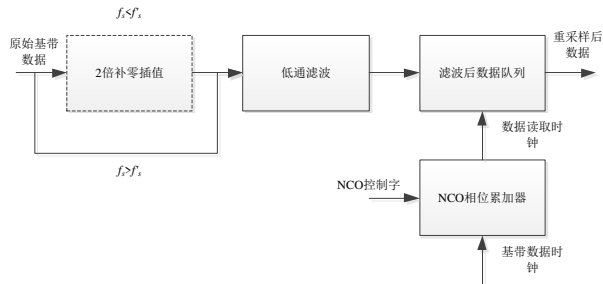 fs<f's
原始基带
数据
2倍补零插值
低通滤波
滤波后数据队列
重采样后
数据
fs>f's
数据读取时
钟
NCO控制字
NCO相位累加器
基带数据时
钟